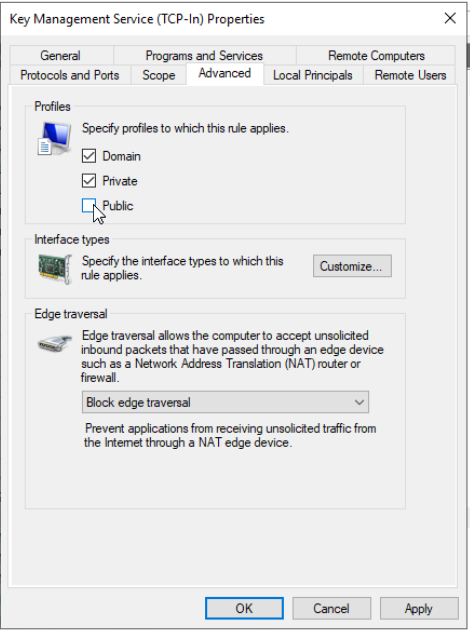 Key Management Service (TCP-In) Properties
General Programs and Services Remote Computers
Protocols and Ports Scope Advanced Local Principals Remote Users
Profiles
Specify profiles to which this rule applies.
Domain
Private
Public
Interface types
Specify the interface types to which this
rule applies.
Customize...
Edge traversal
Edge traversal allows the computer to accept unsolicited
inbound packets that have passed through an edge device
such as a Network Address Translation (NAT) router or
firewall.
Block edge traversal
Prevent applications from receiving unsolicited traffic from
the Internet through a NAT edge device.
OK Cancel Apply